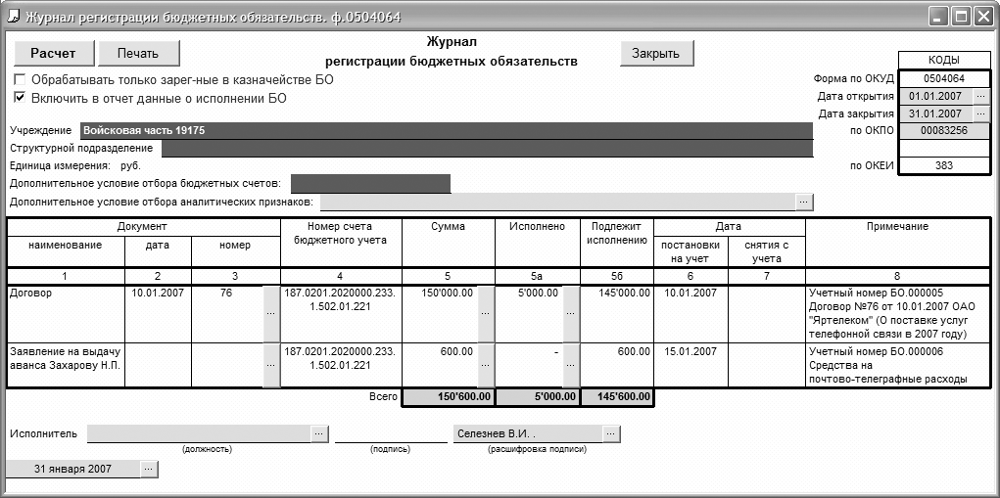 Журнал регистрации бюджетных обязательств. ф.0504064
Расчет Печать Журнал Закрыть
регистрации бюджетных обязательств
КОДЫ
Обрабатывать только зарег-ные в казначействе БО
Форма по ОКУД 0504064
Включить в отчет данные о исполнении БО
Дата открытия 01.01.2007 ...
Дата закрытия 31.01.2007 ...
Учреждение Войсковая часть 19175 по ОКПО 00083256
Структурной подразделение
Единица измерения: руб. по ОКЕИ 383
Дополнительное условие отбора бюджетных счетов:
Дополнительное условие отбора аналитических признаков: ...
Документ Номер счета Сумма Исполнено Подлежит Дата Примечание
бюджетного учета исполнению
наименование дата номер постановки снятия с
на учет учета
1 2 3 4 5 5а 5б 6 7 8
Договор 10.01.2007 76 ... 187.0201.2020000.233. 150'000.00 ... 5'000.00 ... 145'000.00 10.01.2007 Учетный номер БО.000005
1.502.01.221 Договор №76 от 10.01.2007 ОАО
"Яртелеком" (О поставке услуг
телефонной связи в 2007 году)
Заявление на выдачу ... 187.0201.2020000.233. 600.00 ... - ... 600.00 15.01.2007 Учетный номер БО.000006
аванса Захарову Н.П. 1.502.01.221 Средства на
почтово-телеграфные расходы
Всего 150'600.00 5'000.00 145'600.00
Исполнитель ... Селезнев В.И. . ...
(должность) (подпись) (расшифровка подписи)
31 января 2007 ...